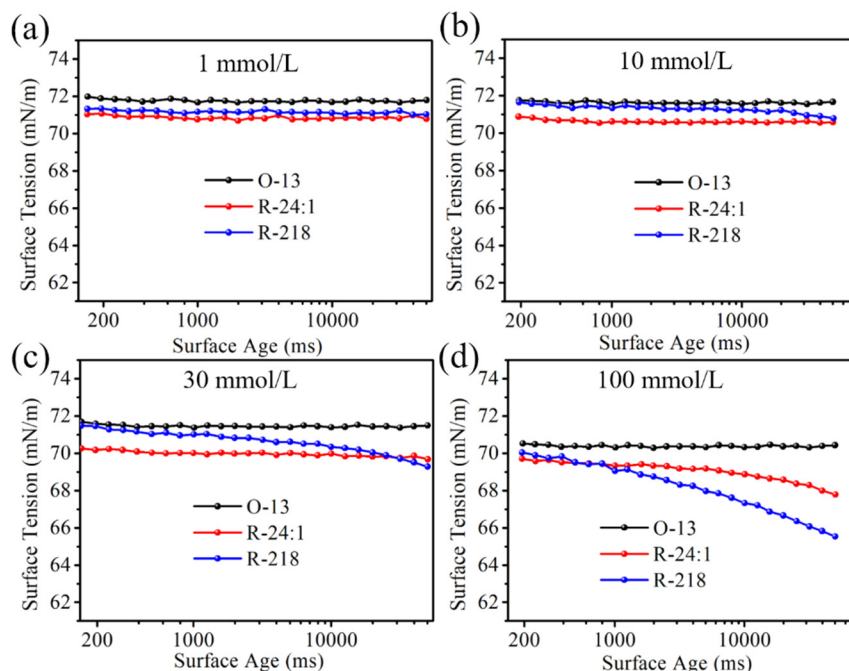 (a)
1 mmol/L
74
72
70
68
66
64
62
Surface Tension (mN/m)
O-13
R-24:1
R-218
200
1000
10000
Surface Age (ms)
(b)
10 mmol/L
74
72
70
68
66
64
62
Surface Tension (mN/m)
O-13
R-24:1
R-218
200
1000
10000
Surface Age (ms)
(c)
30 mmol/L
74
72
70
68
66
64
62
Surface Tension (mN/m)
O-13
R-24:1
R-218
200
1000
10000
Surface Age (ms)
(d)
100 mmol/L
74
72
70
68
66
64
62
Surface Tension (mN/m)
O-13
R-24:1
R-218
200
1000
10000
Surface Age (ms)